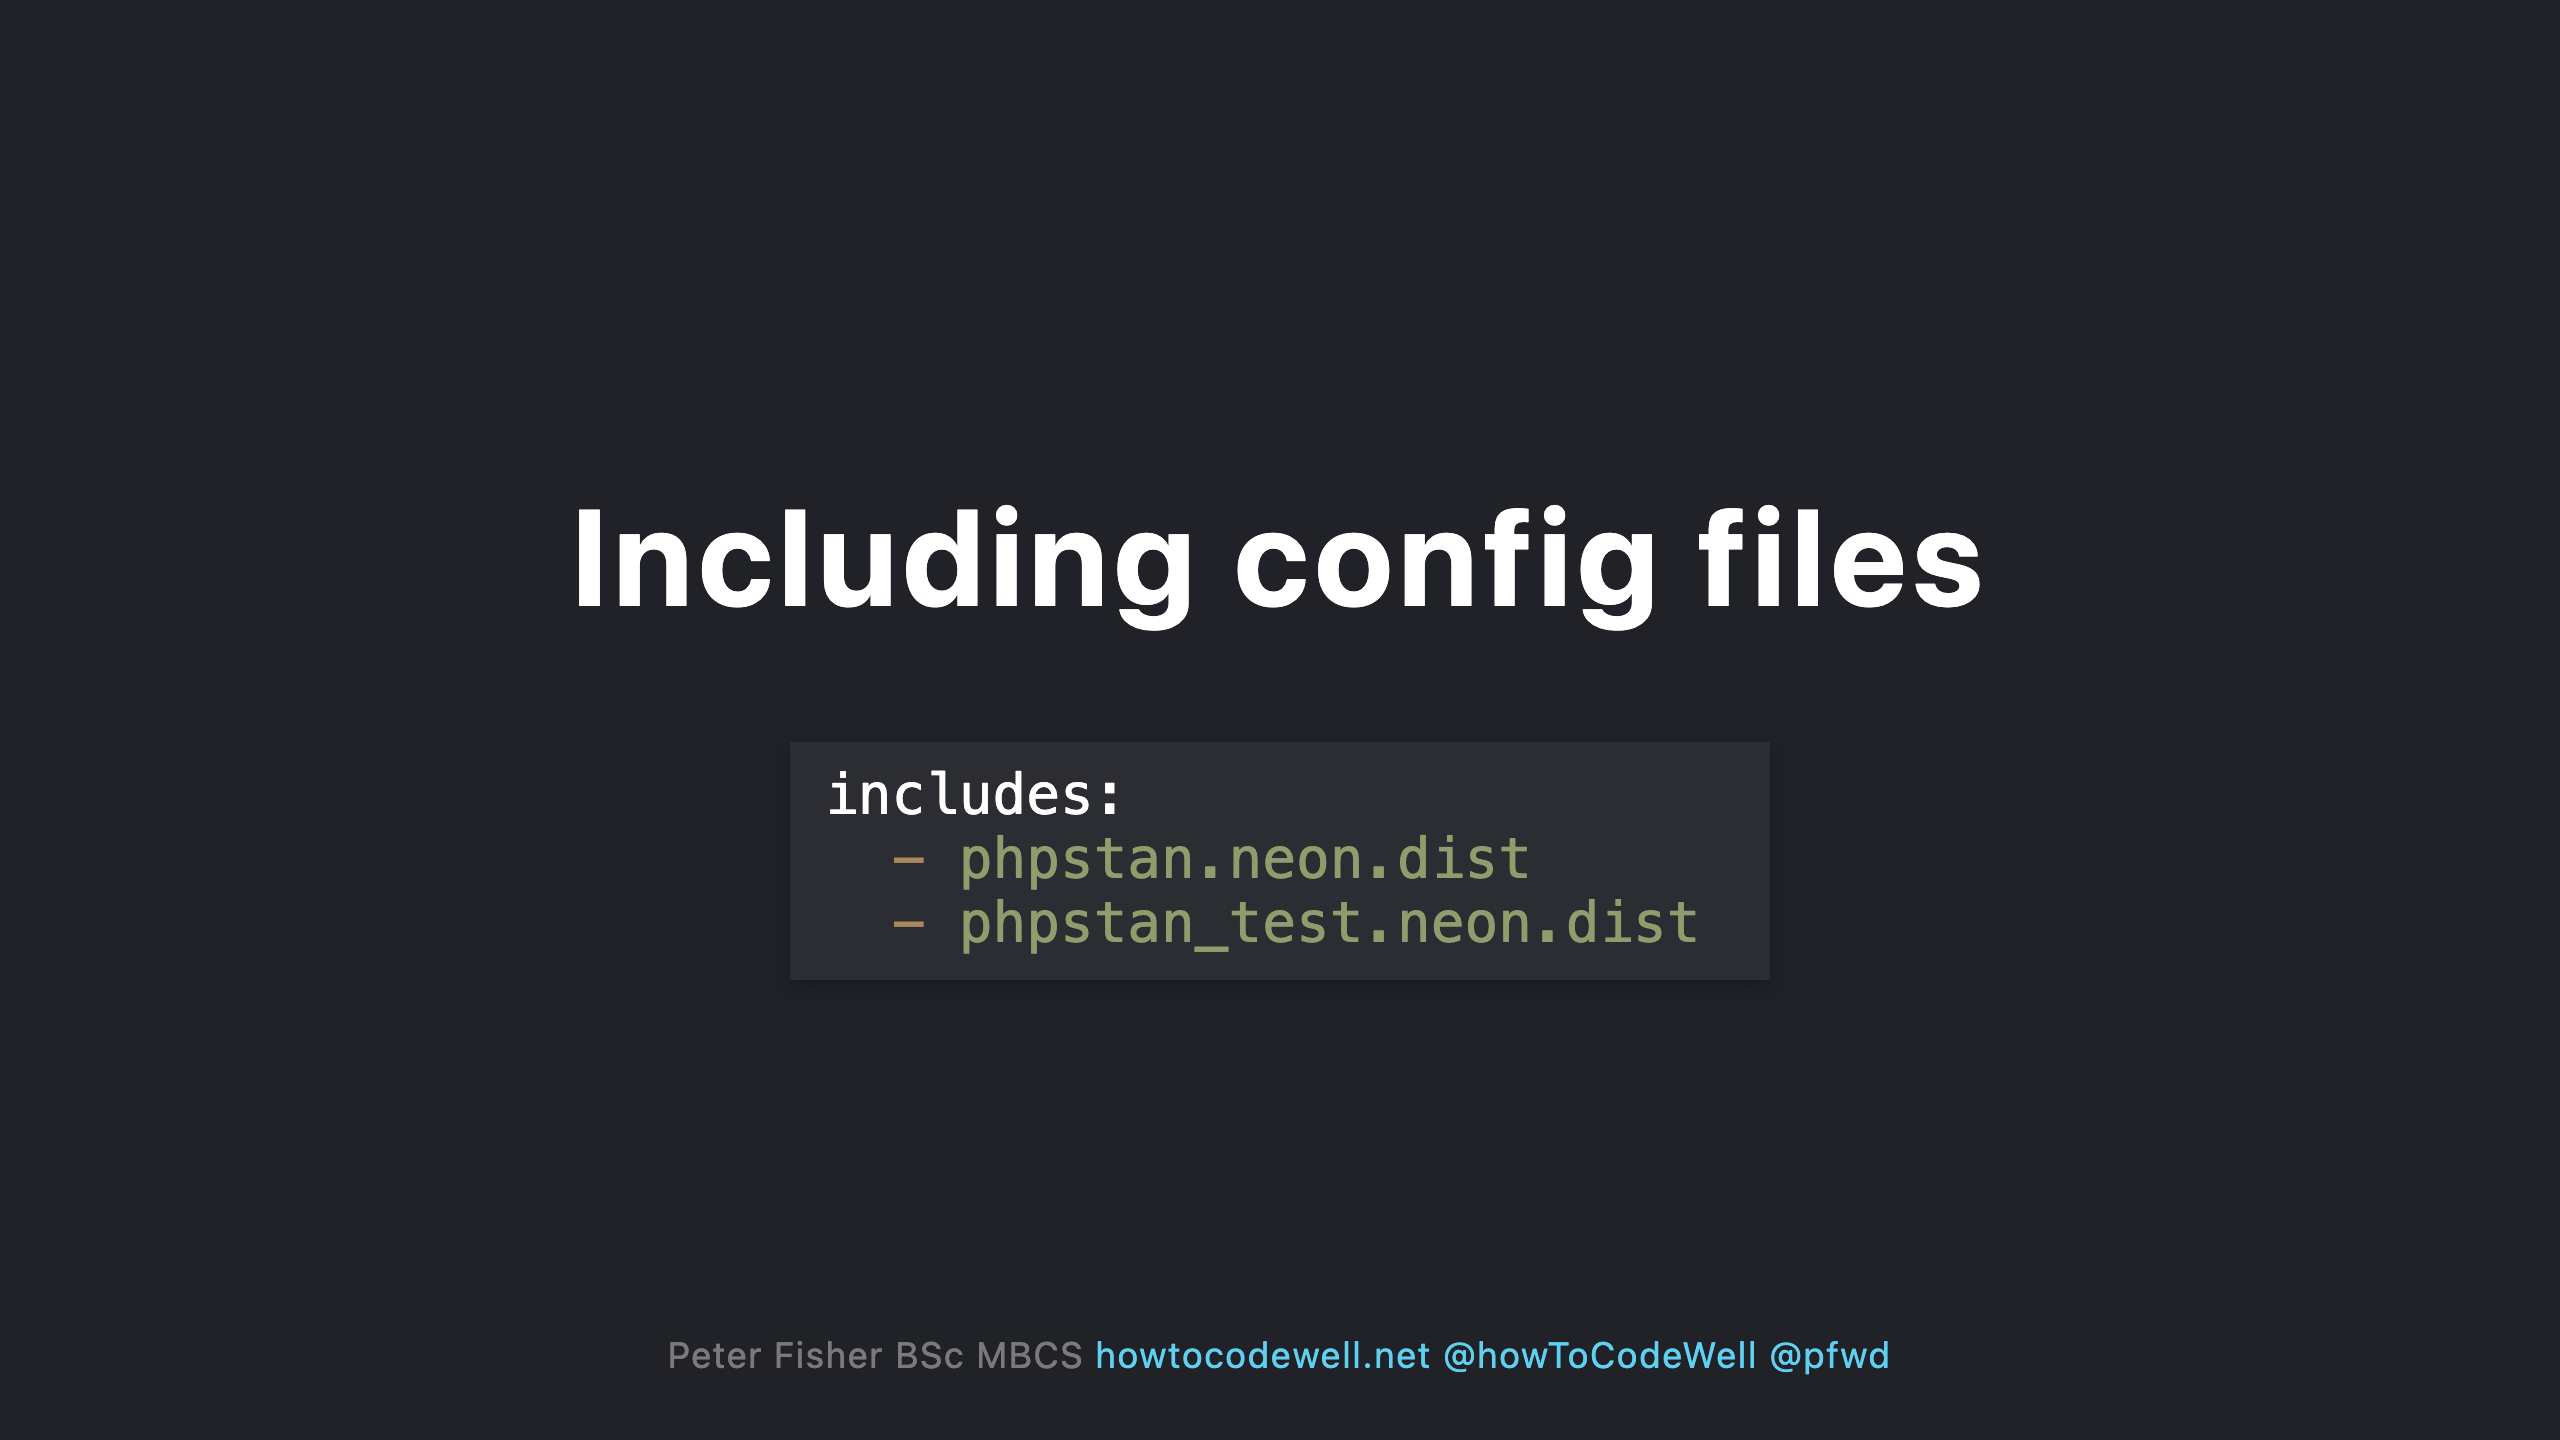 Including config files
includes:
  - phpstan.neon.dist
  - phpstan_test.neon.dist
Peter Fisher BSc MBCS howtocodewell.net @howToCodeWell @pfwd